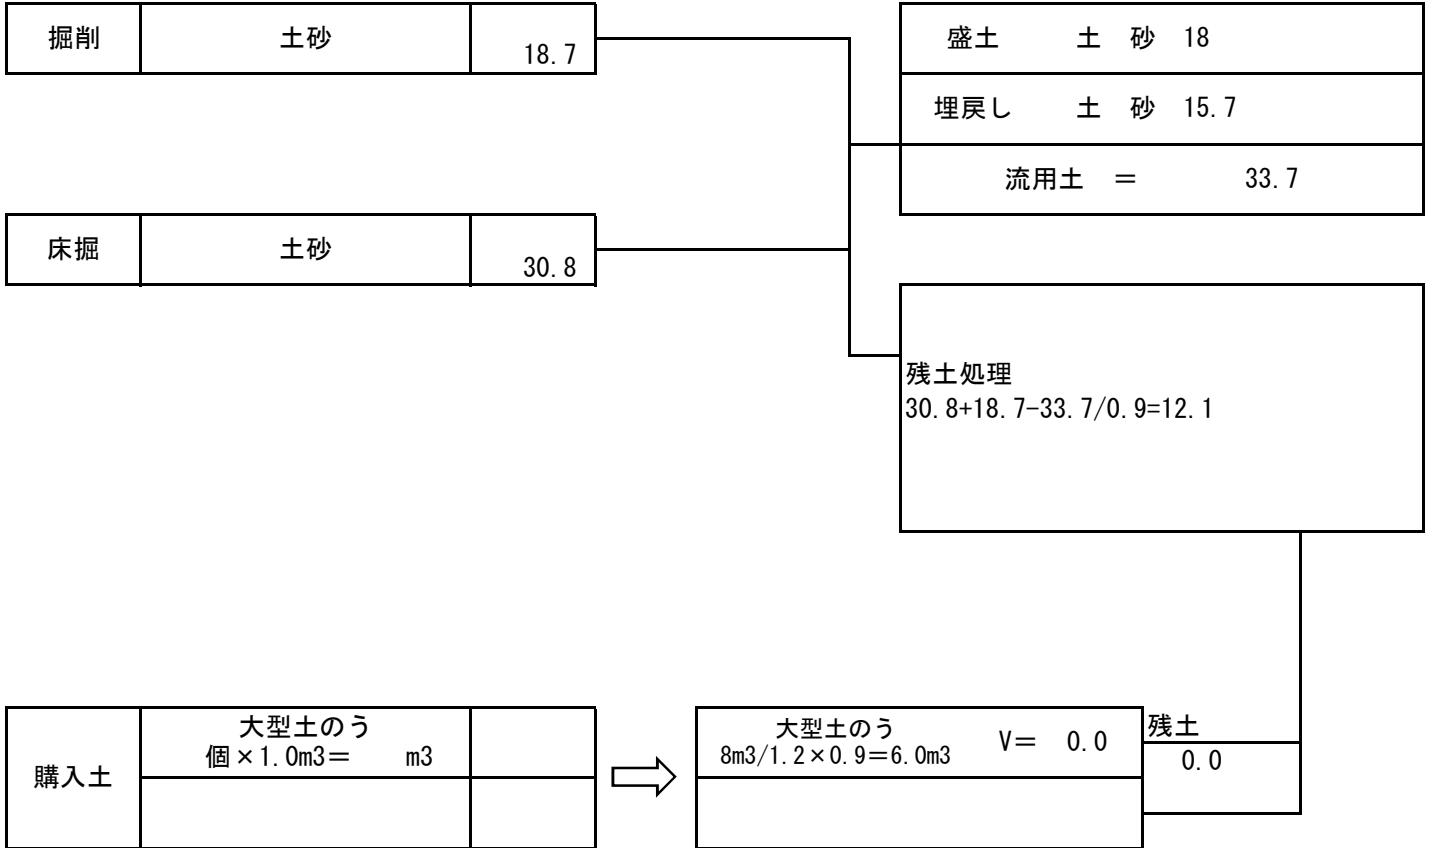 掘削 土砂 18.7
盛土 土 砂 18
埋戻し 土 砂 15.7
流用土 ＝ 33.7
床掘 土砂 30.8
残土処理
30.8+18.7-33.7/0.9=12.1
購入土
大型土のう
個×1.0m3＝ m3
大型土のう
8m3/1.2×0.9＝6.0m3
V＝ 0.0
残土
0.0